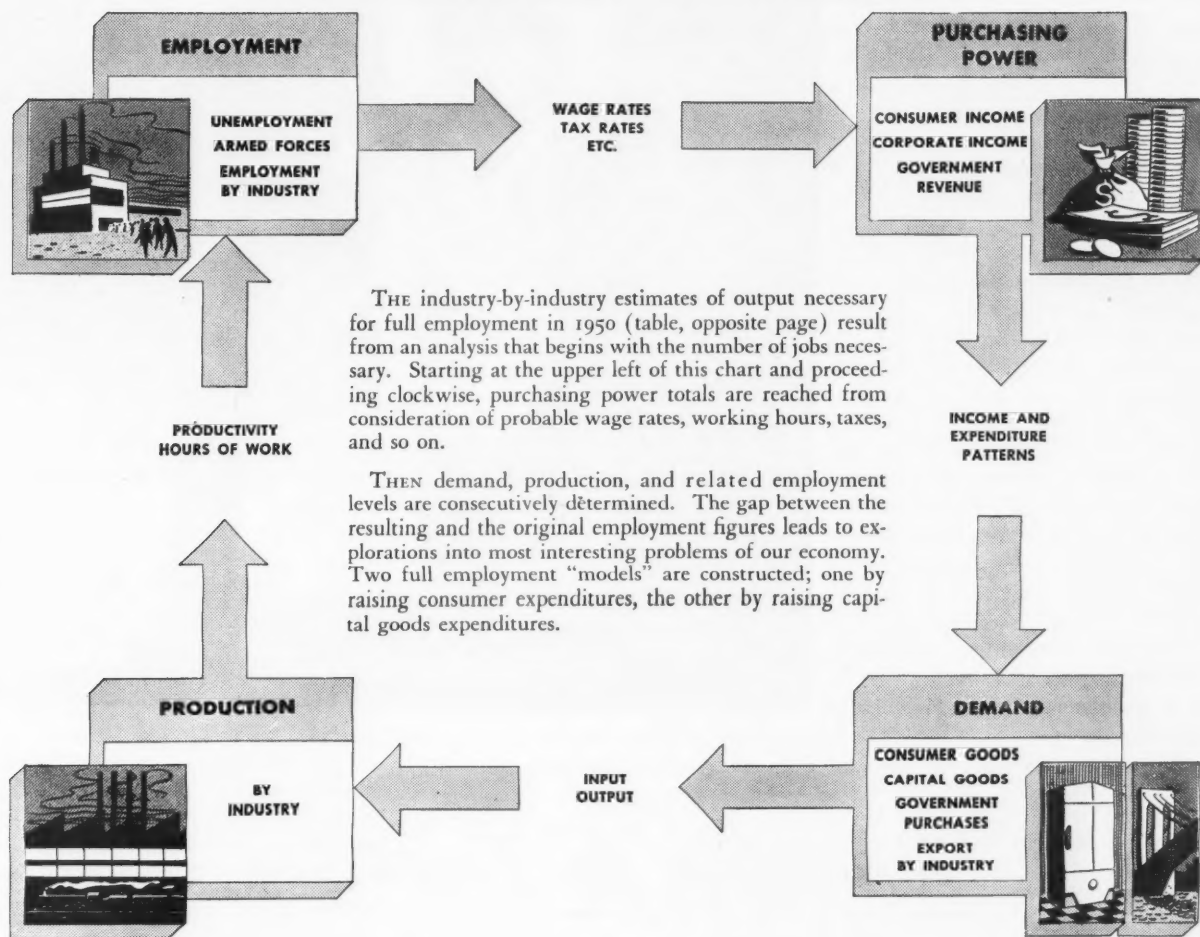 EMPLOYMENT
UNEMPLOYMENT
ARMED FORCES
EMPLOYMENT
BY INDUSTRY
WAGE RATES
TAX RATES
ETC.
PURCHASING
POWER
CONSUMER INCOME
CORPORATE INCOME
GOVERNMENT
REVENUE
$
THE industry-by-industry estimates of output necessary
for full employment in 1950 (table, opposite page) result
from an analysis that begins with the number of jobs neces-
sary. Starting at the upper left of this chart and proceed-
ing clockwise, purchasing power totals are reached from
consideration of probable wage rates, working hours, taxes,
and so on.
THEN demand, production, and related employment
levels are consecutively determined. The gap between the
resulting and the original employment figures leads to ex-
plorations into most interesting problems of our economy.
Two full employment “models” are constructed; one by
raising consumer expenditures, the other by raising capi-
tal goods expenditures.
PRODUCTIVITY
HOURS OF WORK
INCOME AND
EXPENDITURE
PATTERNS
PRODUCTION
BY
INDUSTRY
INPUT
OUTPUT
DEMAND
CONSUMER GOODS
CAPITAL GOODS
GOVERNMENT
PURCHASES
EXPORT
BY INDUSTRY